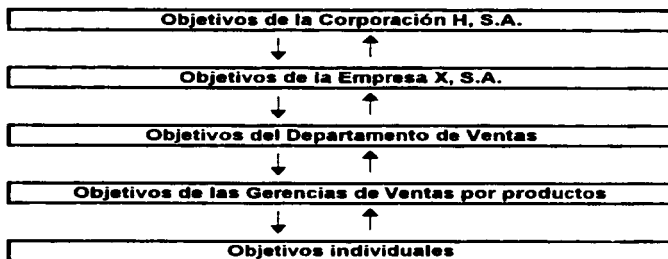 Objetivos de la Corporación H, S.A.
Objetivos de la Empresa X, S.A.
Objetivos del Departamento de Ventas
Objetivos de las Gerencias de Ventas por productos
Objetivos individuales